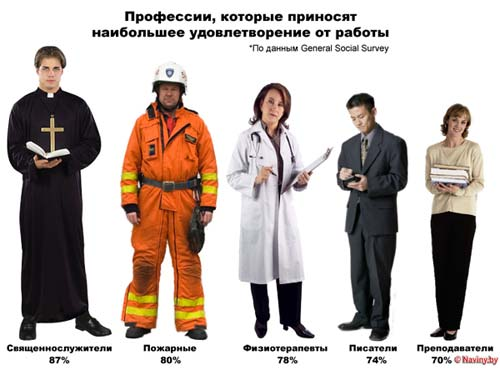 Профессии, которые приносят
наибольшее удовлетворение от работы
*По данным General Social Survey
Священнослужители
87%
Пожарные
80%
Физиотерапевты
78%
Писатели
74%
Преподаватели
70%
© Naviny.by